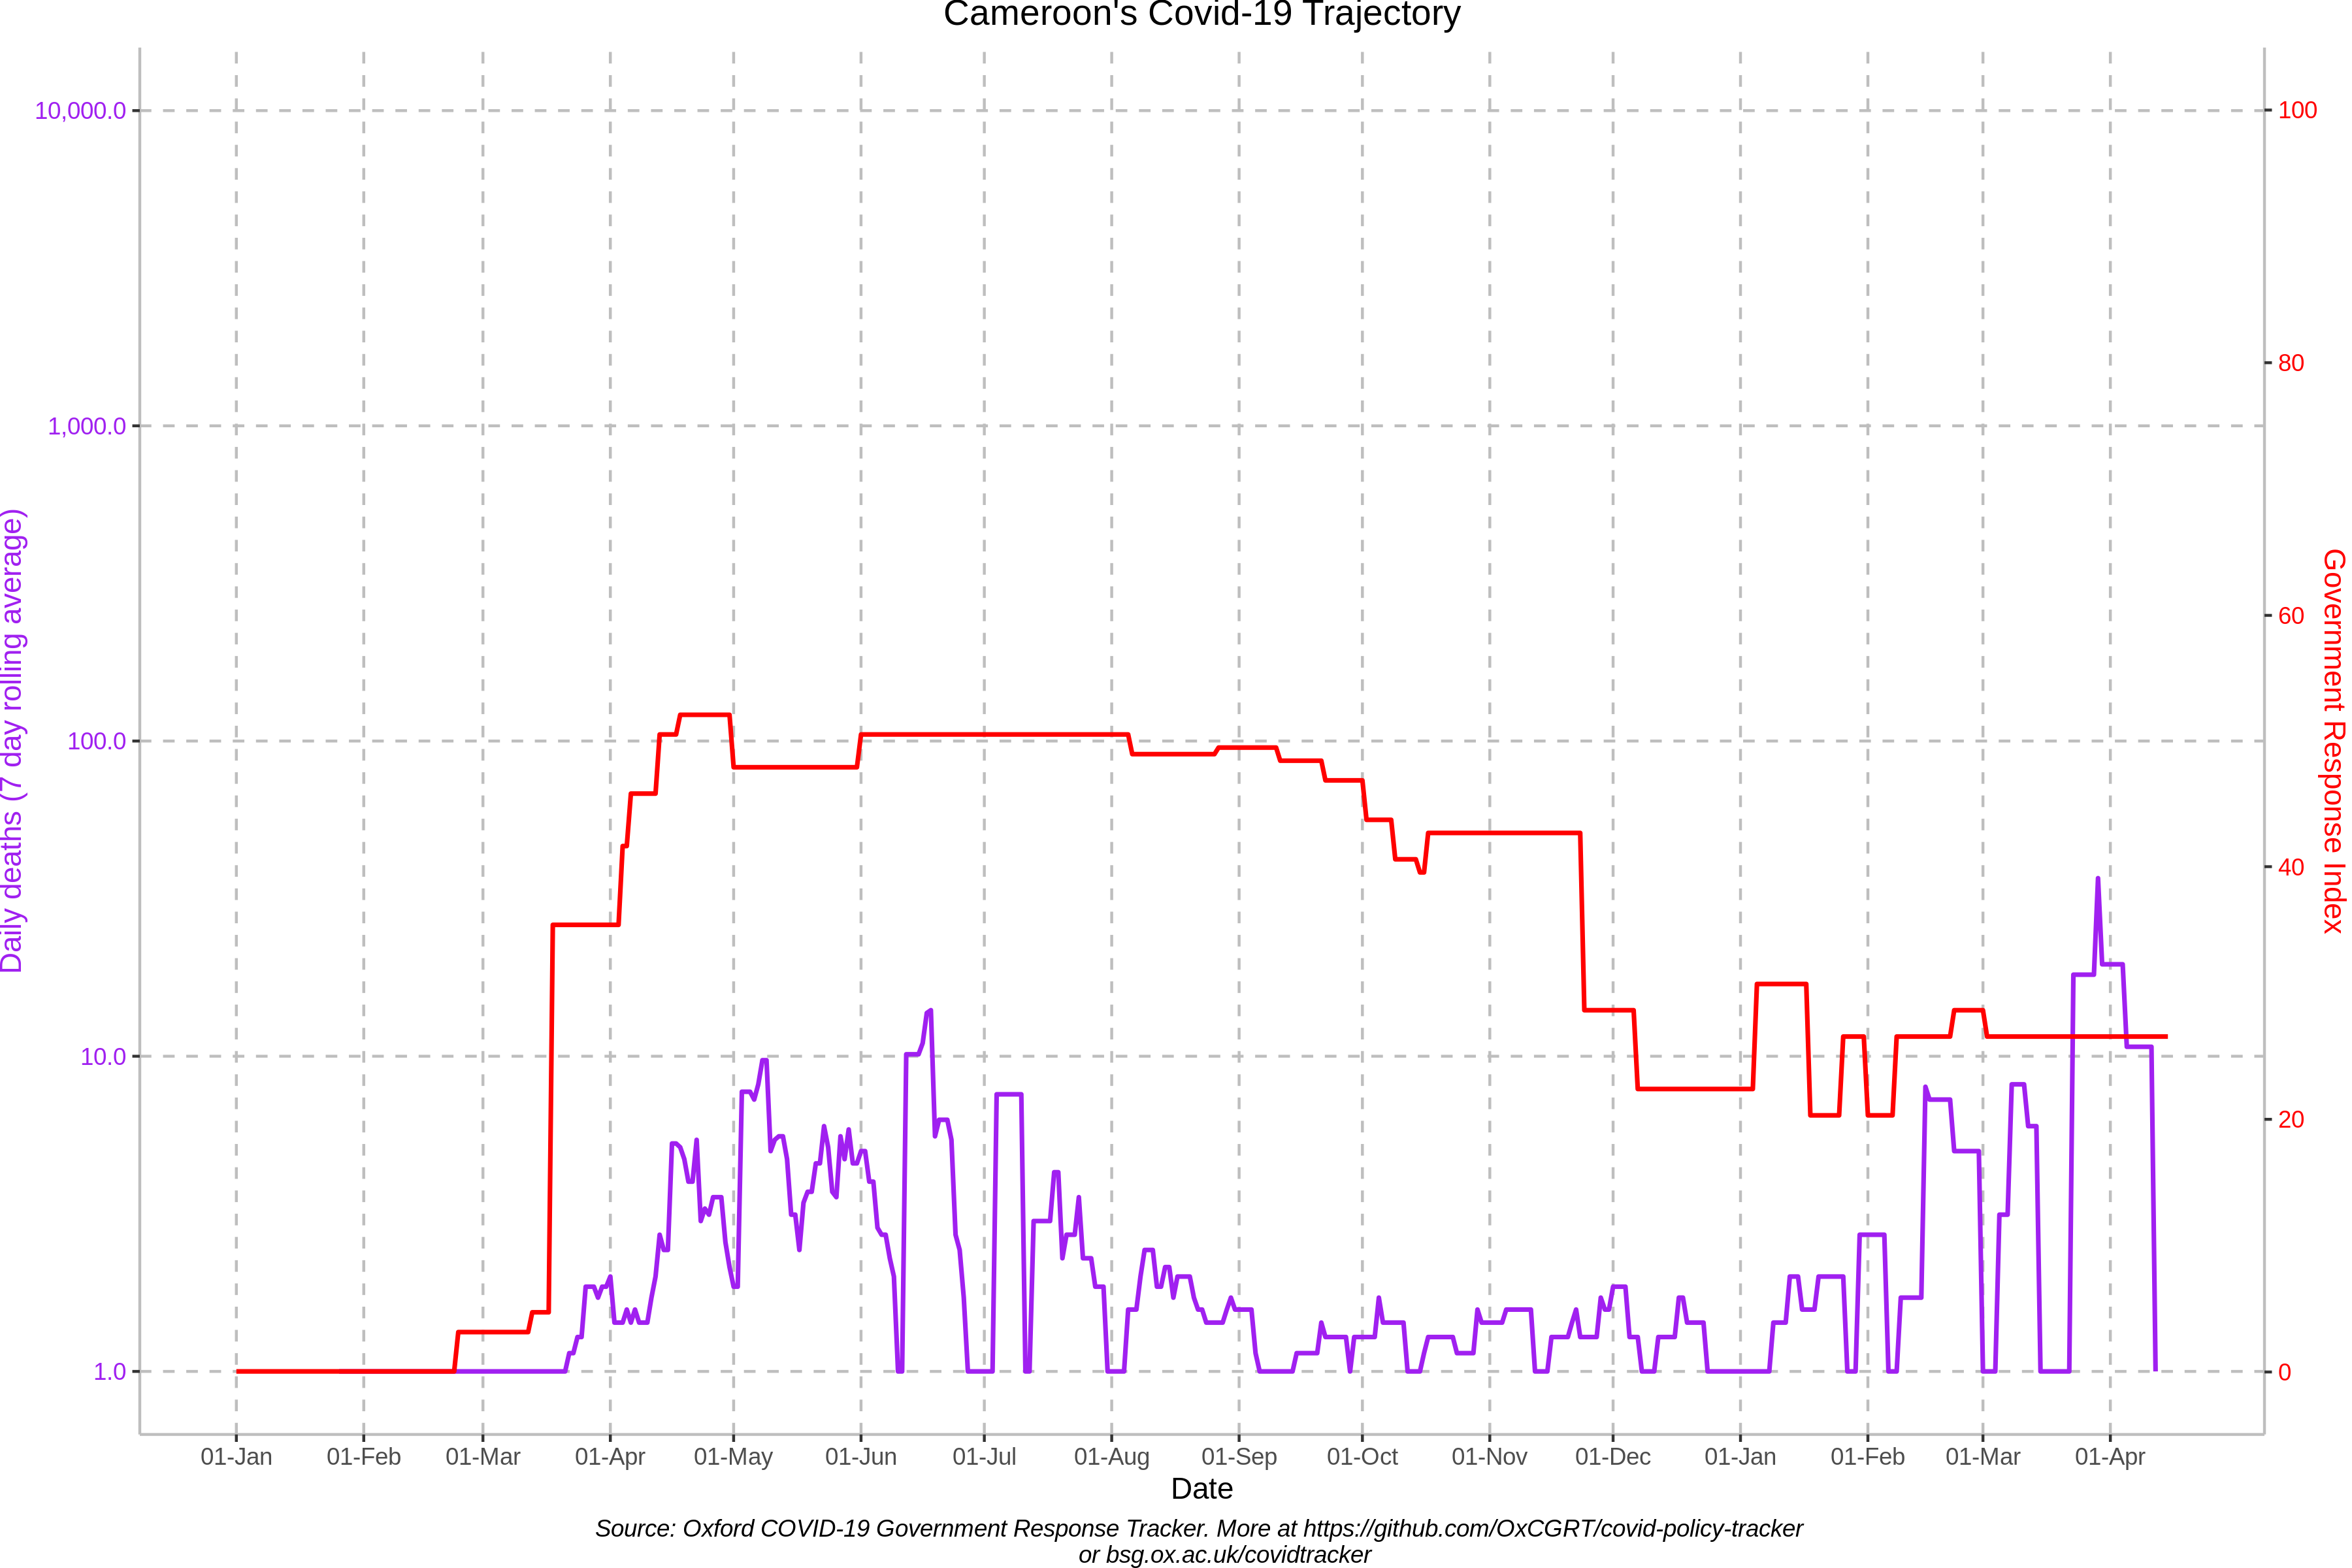 Cameroon's Covid-19 Trajectory
10,000.0
1,000.0
100.0
10.0
1.0
Daily deaths (7 day rolling average)
100
80
60
40
20
0
Government Response Index
01-Jan 01-Feb 01-Mar 01-Apr 01-May 01-Jun 01-Jul 01-Aug 01-Sep 01-Oct 01-Nov 01-Dec 01-Jan 01-Feb 01-Mar 01-Apr
Date
Source: Oxford COVID-19 Government Response Tracker. More at https://github.com/OxCGRT/covid-policy-tracker
or bsg.ox.ac.uk/covidtracker